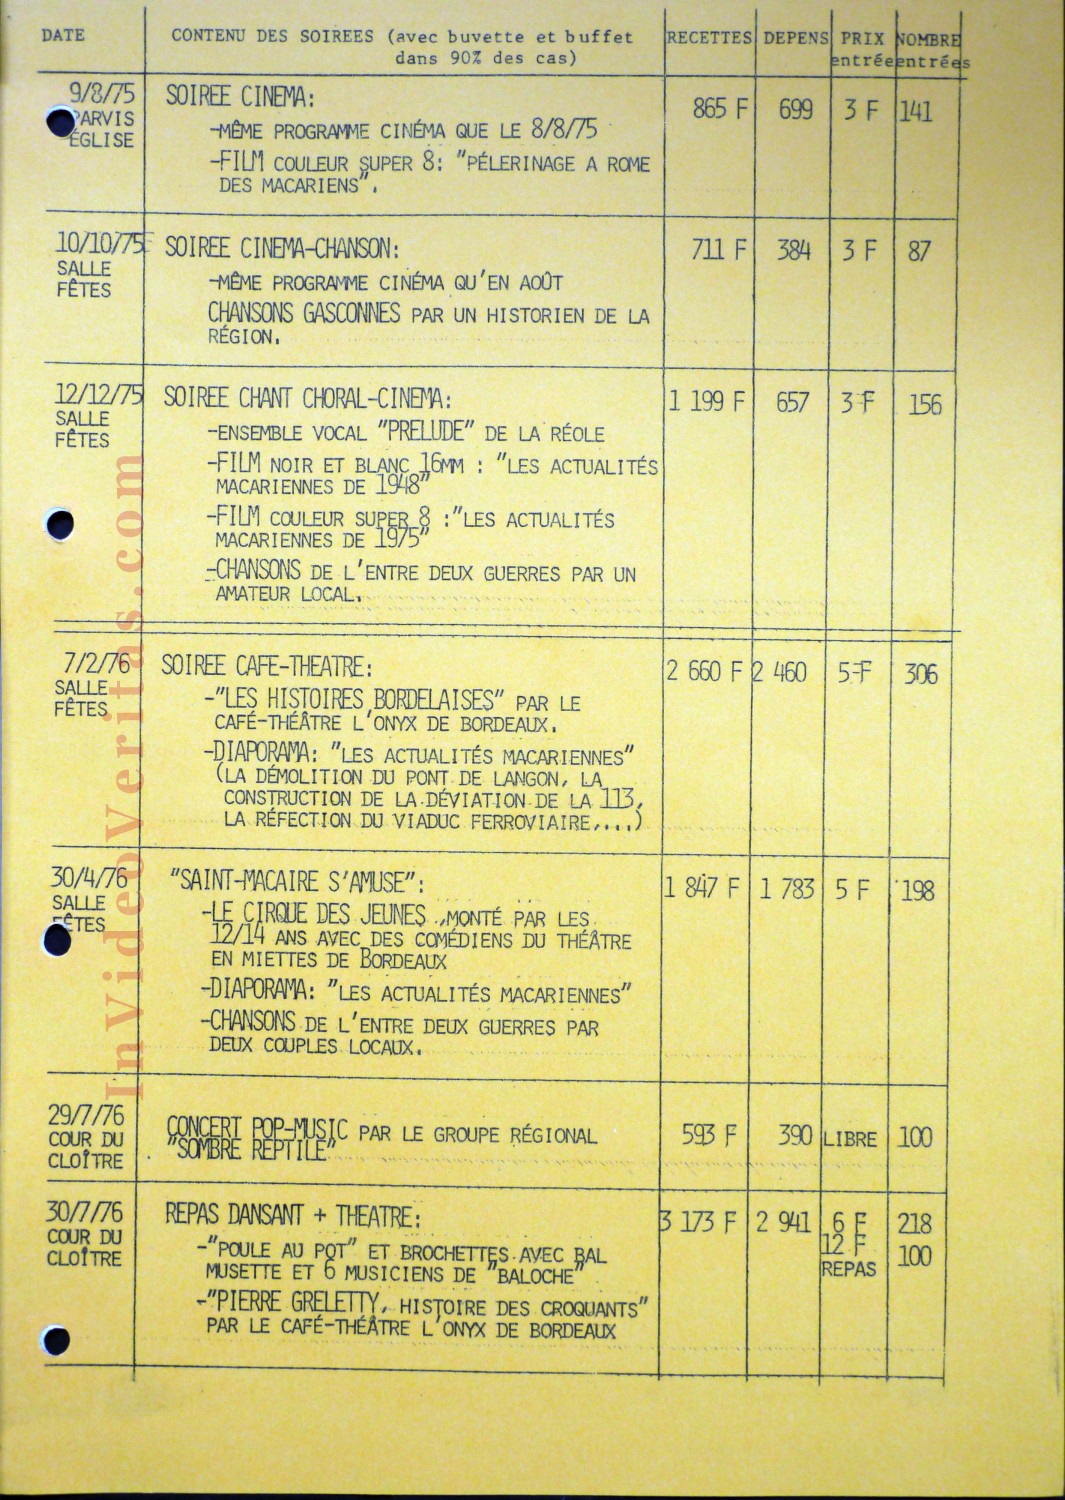 DATE CONTENU DES SOIREES (avec buvette et buffet RECETTES DEPENS PRIX NOMBRE
dans 90% des cas) entrée entrées
9/8/75 SOIREE CINEMA: 865 F 699 3 F 141
PARVIS
ÉGLISE
-MÊME PROGRAMME CINÉMA QUE LE 8/8/75
-FILM COULEUR SUPER 8: "PÉLERINAGE A ROME
DES MACARIENS".
10/10/75 SOIREE CINEMA-CHANSON: 711 F 384 3 F 87
SALLE
FÊTES
-MÊME PROGRAMME CINÉMA QU'EN AOÛT
CHANSONS GASCONNES PAR UN HISTORIEN DE LA
RÉGION.
12/12/75 SOIREE CHANT CHORAL-CINEMA: 1 199 F 657 3 F 156
SALLE
FÊTES
-ENSEMBLE VOCAL "PRELUDE" DE LA RÉOLE
-FILM NOIR ET BLANC 16MM : "LES ACTUALITÉS
MACARIENNES DE 1948"
-FILM COULEUR SUPER 8 :"LES ACTUALITÉS
MACARIENNES DE 1975"
-CHANSONS DE L'ENTRE DEUX GUERRES PAR UN
AMATEUR LOCAL.
7/2/76 SOIREE CAFE-THEATRE: 2 660 F 2 460 5 F 306
SALLE
FÊTES
-"LES HISTOIRES BORDELAISES" PAR LE
CAFÉ-THÉÂTRE L'ONYX DE BORDEAUX.
-DIAPORAMA: "LES ACTUALITÉS MACARIENNES"
(LA DÉMOLITION DU PONT DE LANGON, LA
CONSTRUCTION DE LA DÉVIATION DE LA 113,
LA RÉFECTION DU VIADUC FERROVIAIRE,...)
30/4/76 "SAINT-MACAIRE S'AMUSE": 1 847 F 1 783 5 F 198
SALLE
FÊTES
-LE CIRQUE DES JEUNES ,MONTÉ PAR LES
12/14 ANS AVEC DES COMÉDIENS DU THÉÂTRE
EN MIETTES DE BORDEAUX
-DIAPORAMA: "LES ACTUALITÉS MACARIENNES"
-CHANSONS DE L'ENTRE DEUX GUERRES PAR
DEUX COUPLES LOCAUX.
29/7/76 CONCERT POP-MUSIC PAR LE GROUPE RÉGIONAL 593 F 390 LIBRE 100
COUR DU "SOMBRE REPTILE"
CLOÎTRE
30/7/76 REPAS DANSANT + THEATRE: 3 173 F 2 941 6 F 218
COUR DU 12 F 100
CLOÎTRE REPAS
-"POULE AU POT" ET BROCHETTES AVEC BAL
MUSETTE ET 6 MUSICIENS DE "BALOCHE"
-"PIERRE GRELETTY, HISTOIRE DES CROQUANTS"
PAR LE CAFÉ-THÉÂTRE L'ONYX DE BORDEAUX
InvideoVeritas.com